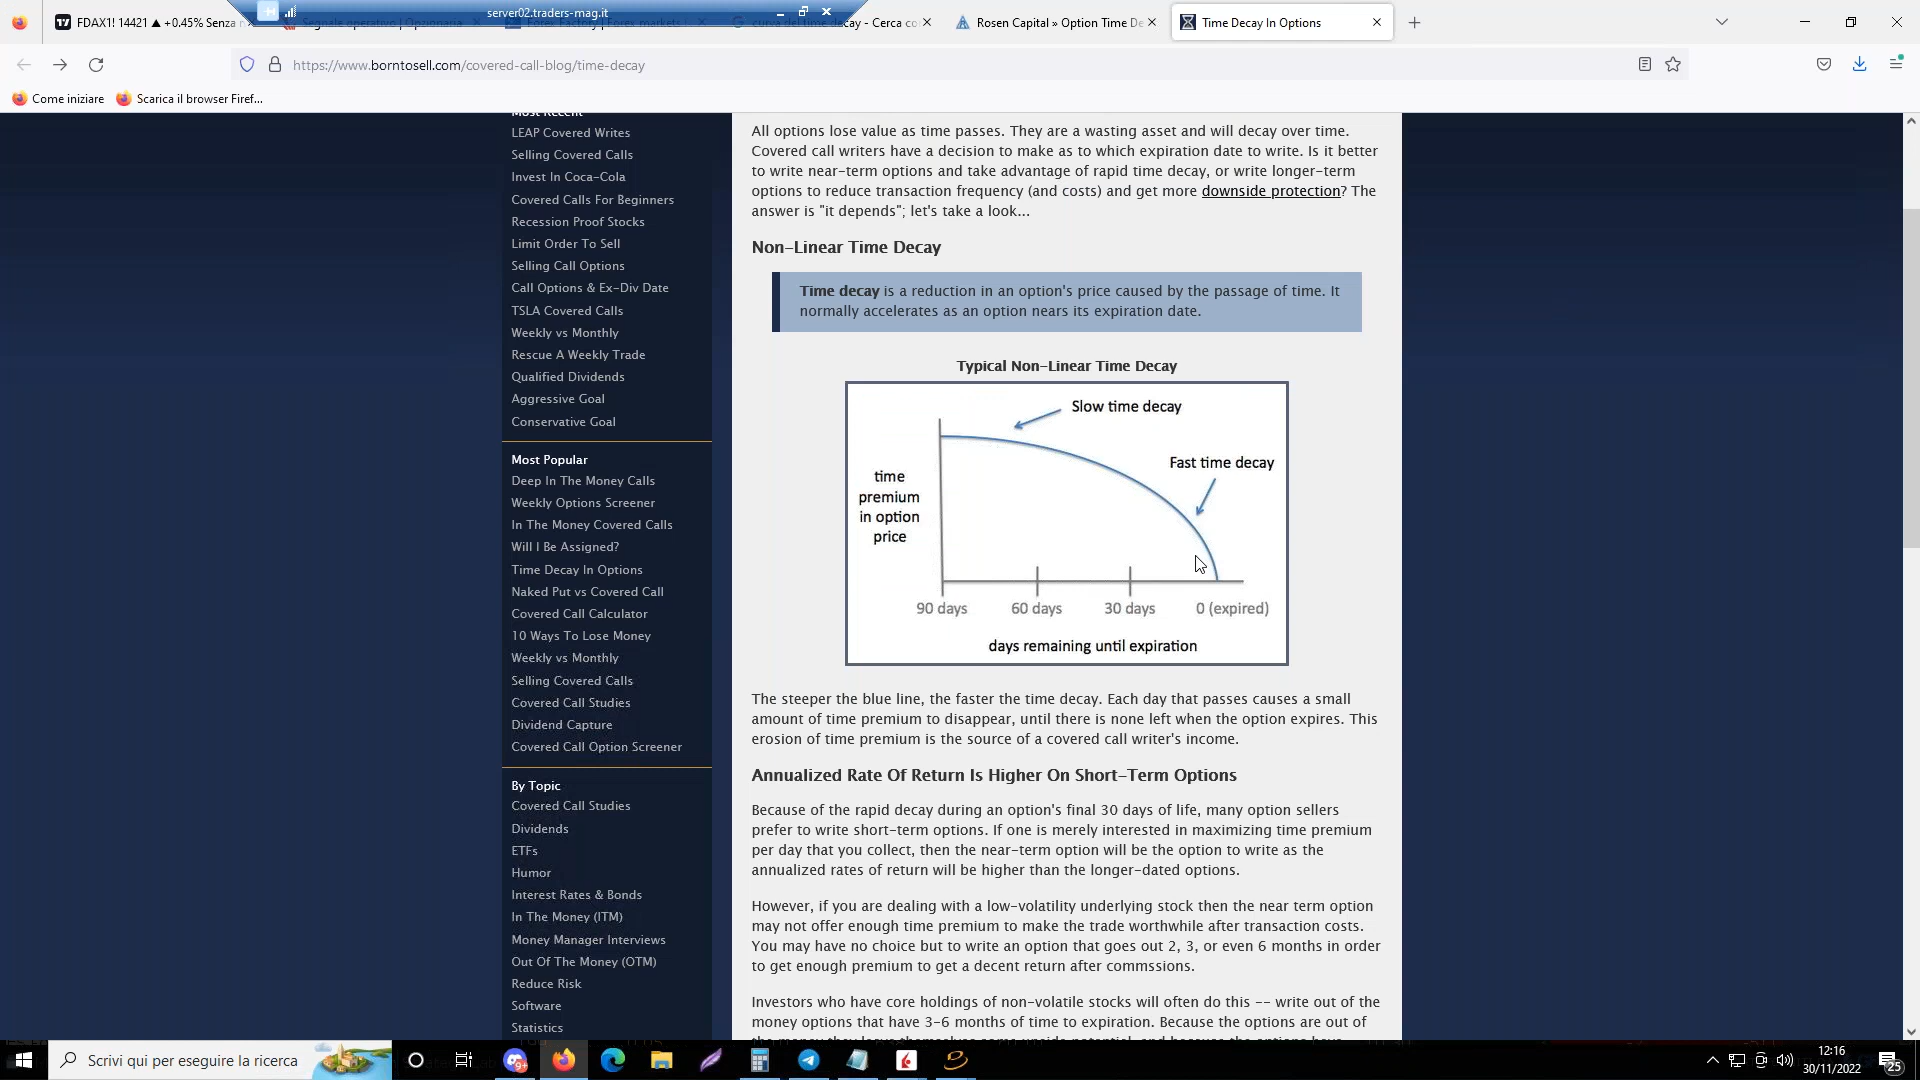 server02.traders-mag.it
FDAX1! 14421 ▲ +0.45% Senza
Segnale operativo | Opzionaria
Forex Factory | Forex markets
curva del time decay - Cerca co
Rosen Capital » Option Time De
Time Decay In Options
https://www.borntosell.com/covered-call-blog/time-decay
Come iniziare
Scarica il browser Firef...
Most Recent
LEAP Covered Writes
Selling Covered Calls
Invest In Coca-Cola
Covered Calls For Beginners
Recession Proof Stocks
Limit Order To Sell
Selling Call Options
Call Options & Ex-Div Date
TSLA Covered Calls
Weekly vs Monthly
Rescue A Weekly Trade
Qualified Dividends
Aggressive Goal
Conservative Goal
Most Popular
Deep In The Money Calls
Weekly Options Screener
In The Money Covered Calls
Will I Be Assigned?
Time Decay In Options
Naked Put vs Covered Call
Covered Call Calculator
10 Ways To Lose Money
Weekly vs Monthly
Selling Covered Calls
Covered Call Studies
Dividend Capture
Covered Call Option Screener
By Topic
Covered Call Studies
Dividends
ETFs
Humor
Interest Rates & Bonds
In The Money (ITM)
Money Manager Interviews
Out Of The Money (OTM)
Reduce Risk
Software
Statistics
All options lose value as time passes. They are a wasting asset and will decay over time.
Covered call writers have a decision to make as to which expiration date to write. Is it better
to write near-term options and take advantage of rapid time decay, or write longer-term
options to reduce transaction frequency (and costs) and get more downside protection? The
answer is "it depends"; let's take a look...
Non-Linear Time Decay
Time decay is a reduction in an option's price caused by the passage of time. It
normally accelerates as an option nears its expiration date.
Typical Non-Linear Time Decay
Slow time decay
Fast time decay
time
premium
in option
price
90 days
60 days
30 days
0 (expired)
days remaining until expiration
The steeper the blue line, the faster the time decay. Each day that passes causes a small
amount of time premium to disappear, until there is none left when the option expires. This
erosion of time premium is the source of a covered call writer's income.
Annualized Rate Of Return Is Higher On Short-Term Options
Because of the rapid decay during an option's final 30 days of life, many option sellers
prefer to write short-term options. If one is merely interested in maximizing time premium
per day that you collect, then the near-term option will be the option to write as the
annualized rates of return will be higher than the longer-dated options.
However, if you are dealing with a low-volatility underlying stock then the near term option
may not offer enough time premium to make the trade worthwhile after transaction costs.
You may have no choice but to write an option that goes out 2, 3, or even 6 months in order
to get enough premium to get a decent return after commssions.
Investors who have core holdings of non-volatile stocks will often do this -- write out of the
money options that have 3-6 months of time to expiration. Because the options are out of
Scrivi qui per eseguire la ricerca
9+
12:16
30/11/2022
25